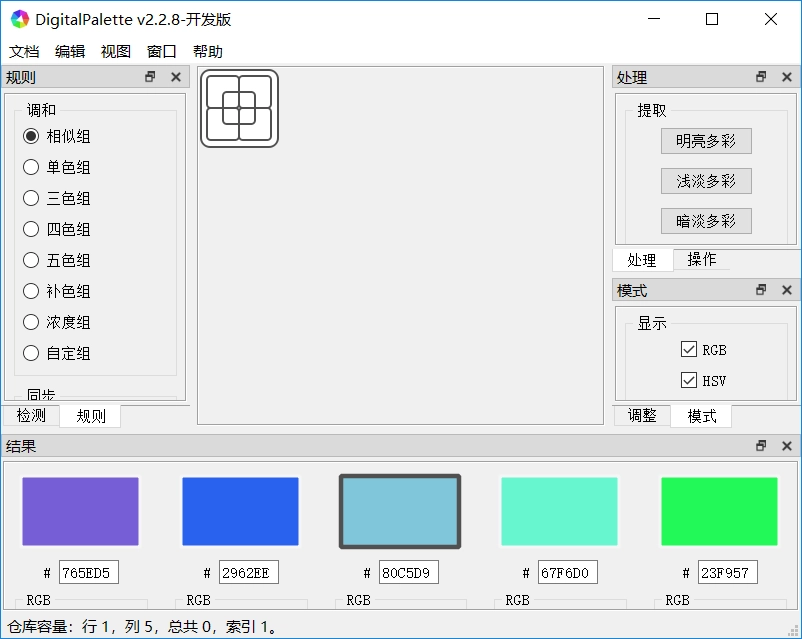 DigitalPalette v2.2.8-开发版
文档 编辑 视图 窗口 帮助
规则
调和
相似组
单色组
三色组
四色组
五色组
补色组
浓度组
自定组
同步
检测 规则
处理
提取
明亮多彩
浅淡多彩
暗淡多彩
处理 操作
模式
显示
RGB
HSV
调整 模式
结果
# 765ED5 # 2962EE # 80C5D9 # 67F6D0 # 23F957
RGB RGB RGB RGB RGB
仓库容量：行 1，列 5，总共 0，索引 1。